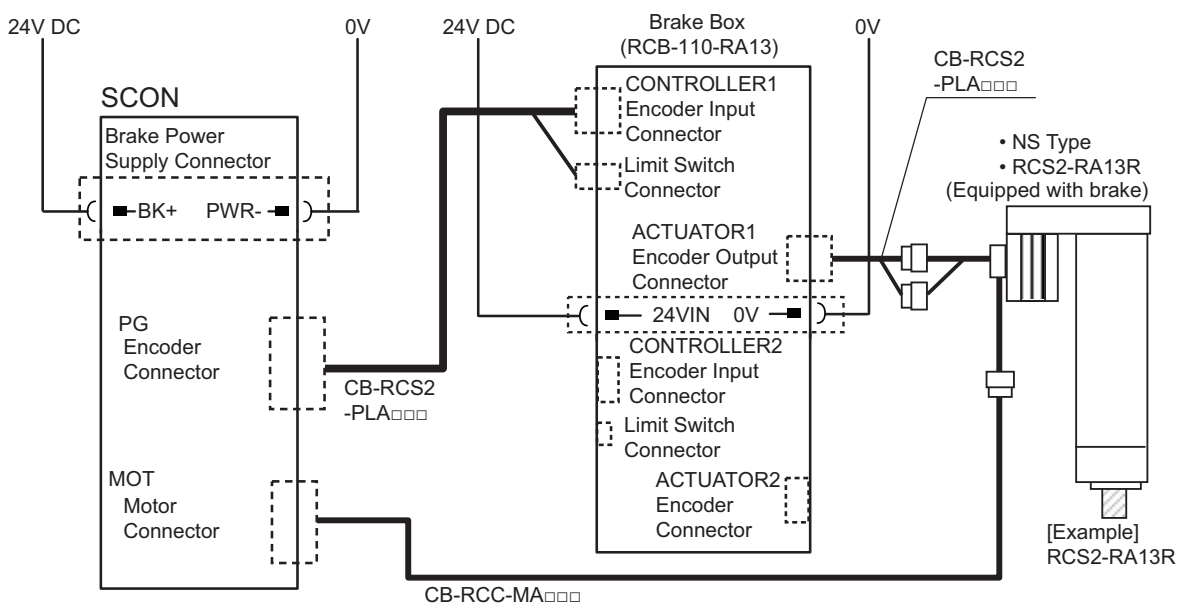 24V DC
0V
SCON
Brake Power
Supply Connector
BK+
PWR-
PG
Encoder
Connector
CB-RCS2
-PLA□□□
MOT
Motor
Connector
CB-RCC-MA□□□
24V DC
Brake Box
(RCB-110-RA13)
0V
CONTROLLER1
Encoder Input
Connector
Limit Switch
Connector
ACTUATOR1
Encoder Output
Connector
24VIN
0V
CONTROLLER2
Encoder Input
Connector
Limit Switch
Connector
ACTUATOR2
Encoder
Connector
CB-RCS2
-PLA□□□
• NS Type
• RCS2-RA13R
(Equipped with brake)
[Example]
RCS2-RA13R